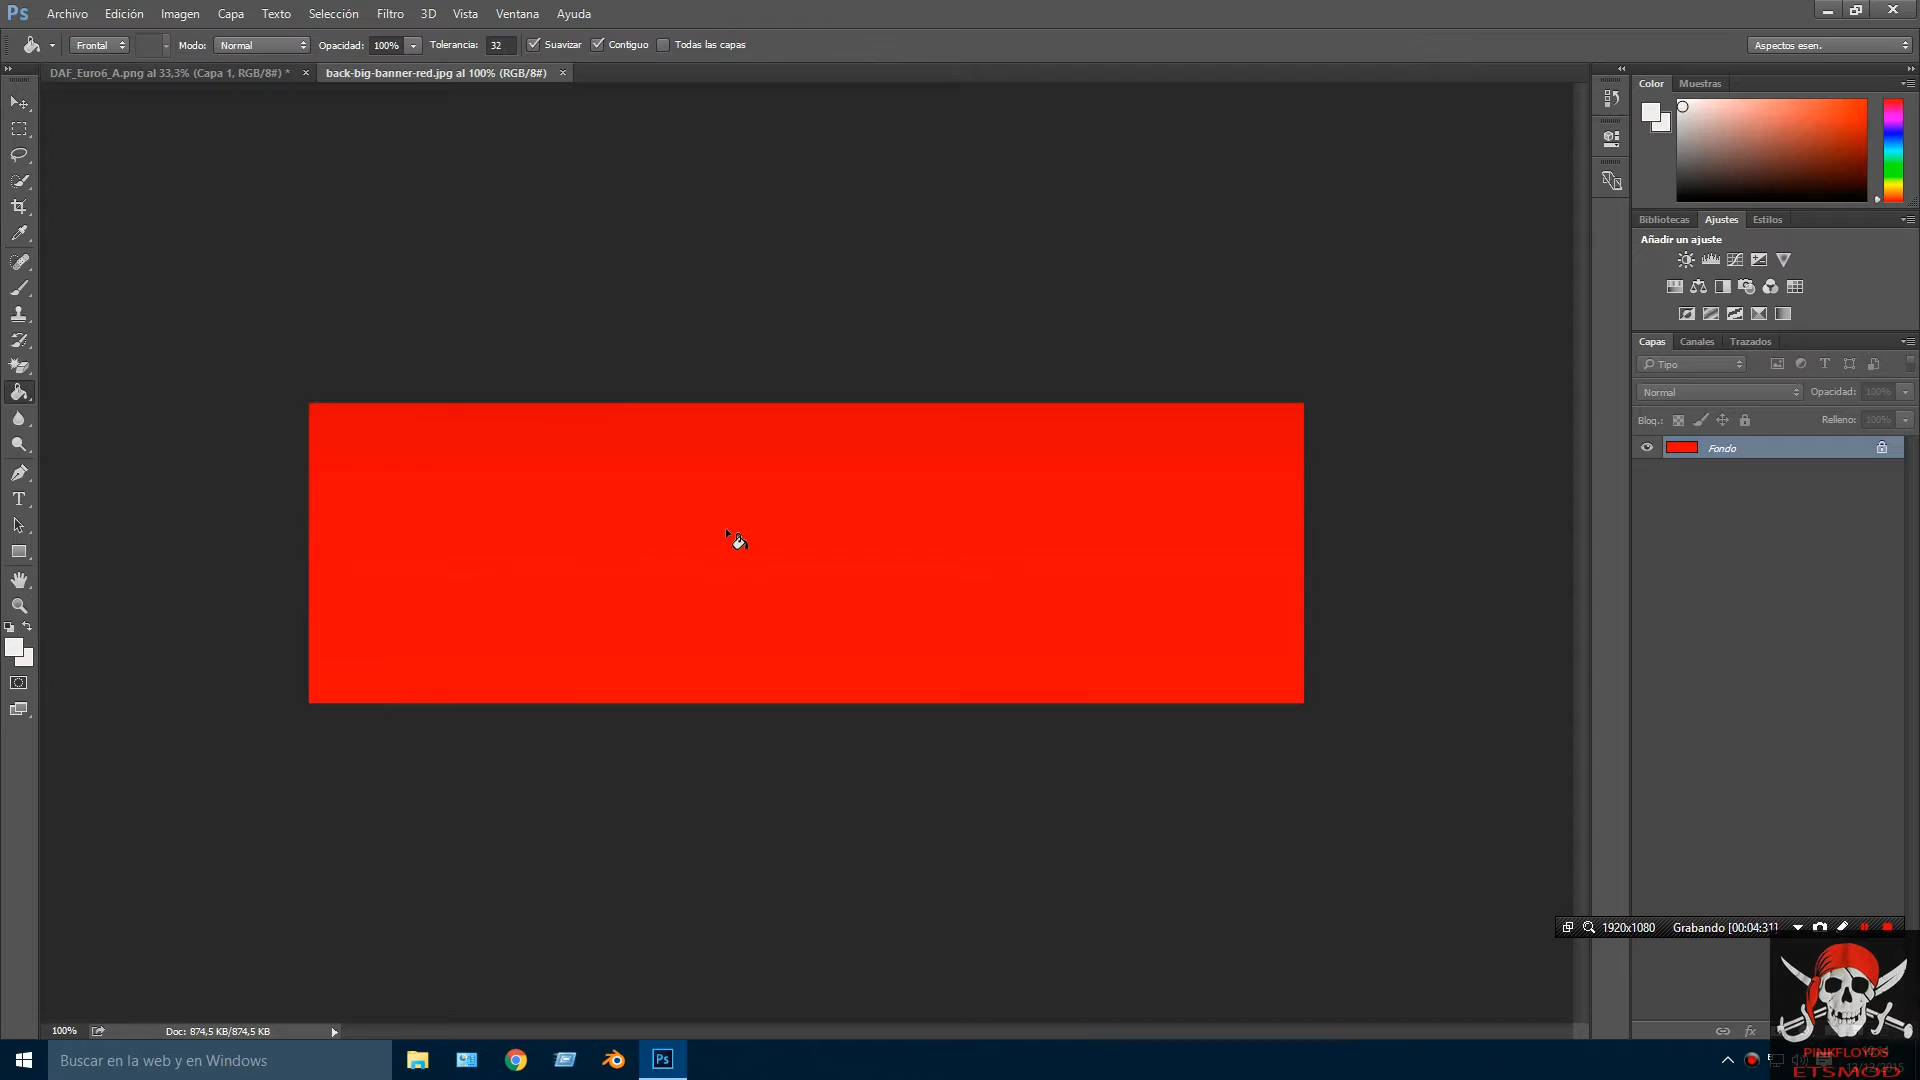 Ps Archivo Edición Imagen Capa Texto Selección Filtro 3D Vista Ventana Ayuda
Frontal Modo: Normal Opacidad: 100% Tolerancia: 32 Suavizar Contiguo Todas las capas Aspectos esen.
DAF_Euro6_A.png al 33,3% (Capa 1, RGB/8#) * × back-big-banner-red.jpg al 100% (RGB/8#) ×
Color Muestras
Bibliotecas Ajustes Estilos
Añadir un ajuste
Capas Canales Trazados
Tipo
Normal Opacidad: 100%
Bloq.: Relleno: 100%
Fondo
1920x1080 Grabando [00:04:31]
100% Doc: 874,5 KB/874,5 KB
fx
Buscar en la web y en Windows
Ps
PINKFLOYDS
ETSMOD